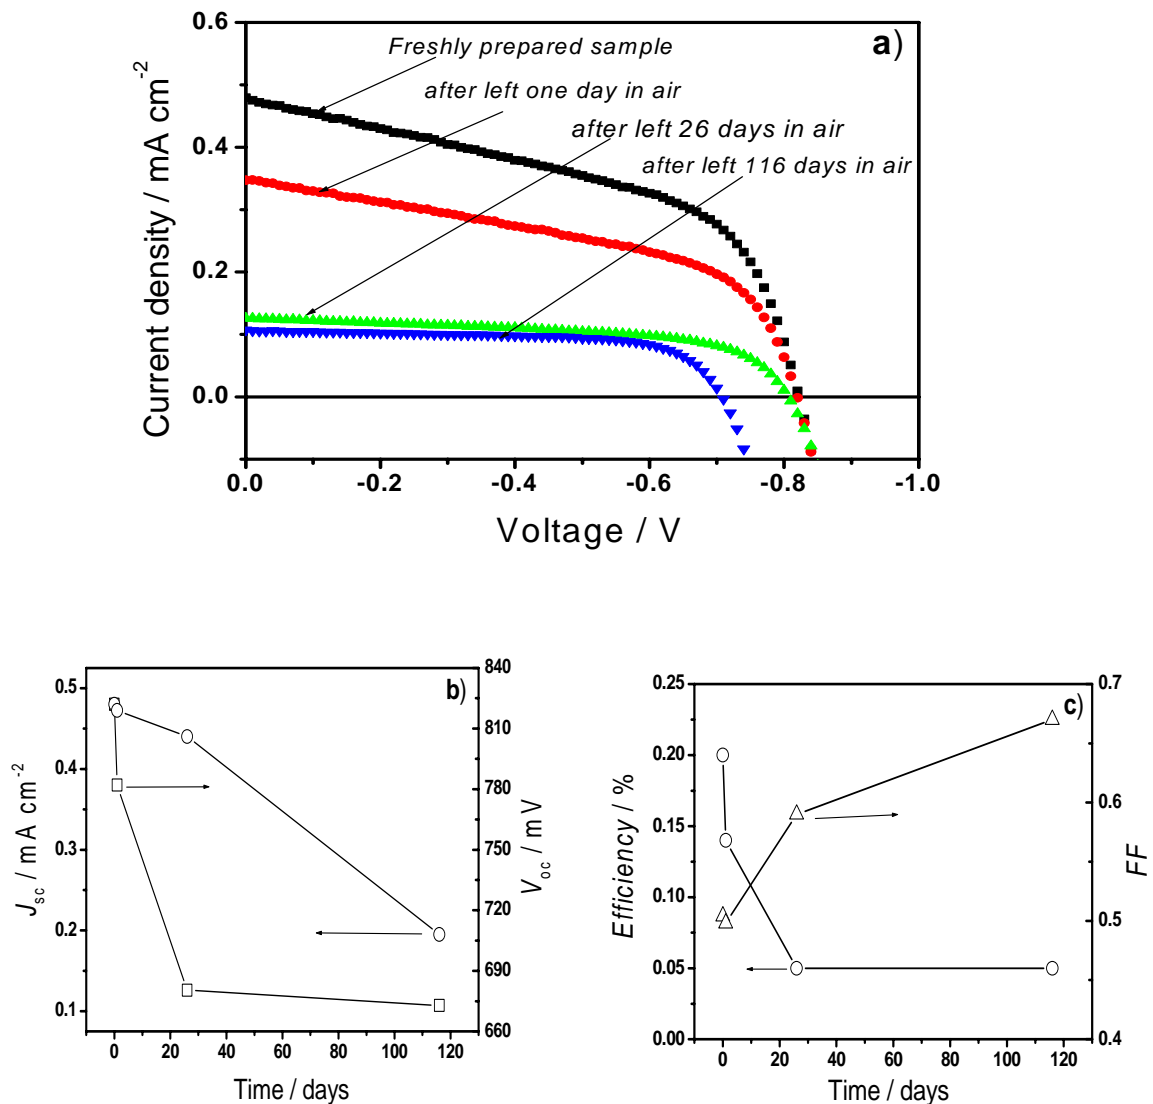 a)
Freshly prepared sample
after left one day in air
after left 26 days in air
after left 116 days in air
Current density / mA cm-2
0.6
0.4
0.2
0.0
0.0 -0.2 -0.4 -0.6 -0.8 -1.0
Voltage / V
b)
Jsc / mA cm-2
0.5
0.4
0.3
0.2
0.1
840
810
780
750
720
690
660
Voc / mV
0 20 40 60 80 100 120
Time / days
c)
Efficiency / %
0.25
0.20
0.15
0.10
0.05
0.00
0.7
0.6
0.5
0.4
FF
0 20 40 60 80 100 120
Time / days